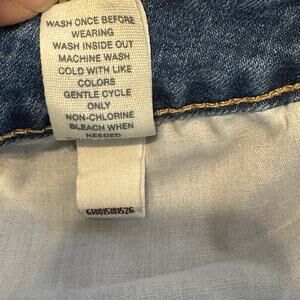 WASH ONCE BEFORE
WEARING
WASH INSIDE OUT
MACHINE WASH
COLD WITH LIKE
COLORS
GENTLE CYCLE
ONLY
NON-CHLORINE
BLEACH WHEN
NEEDED